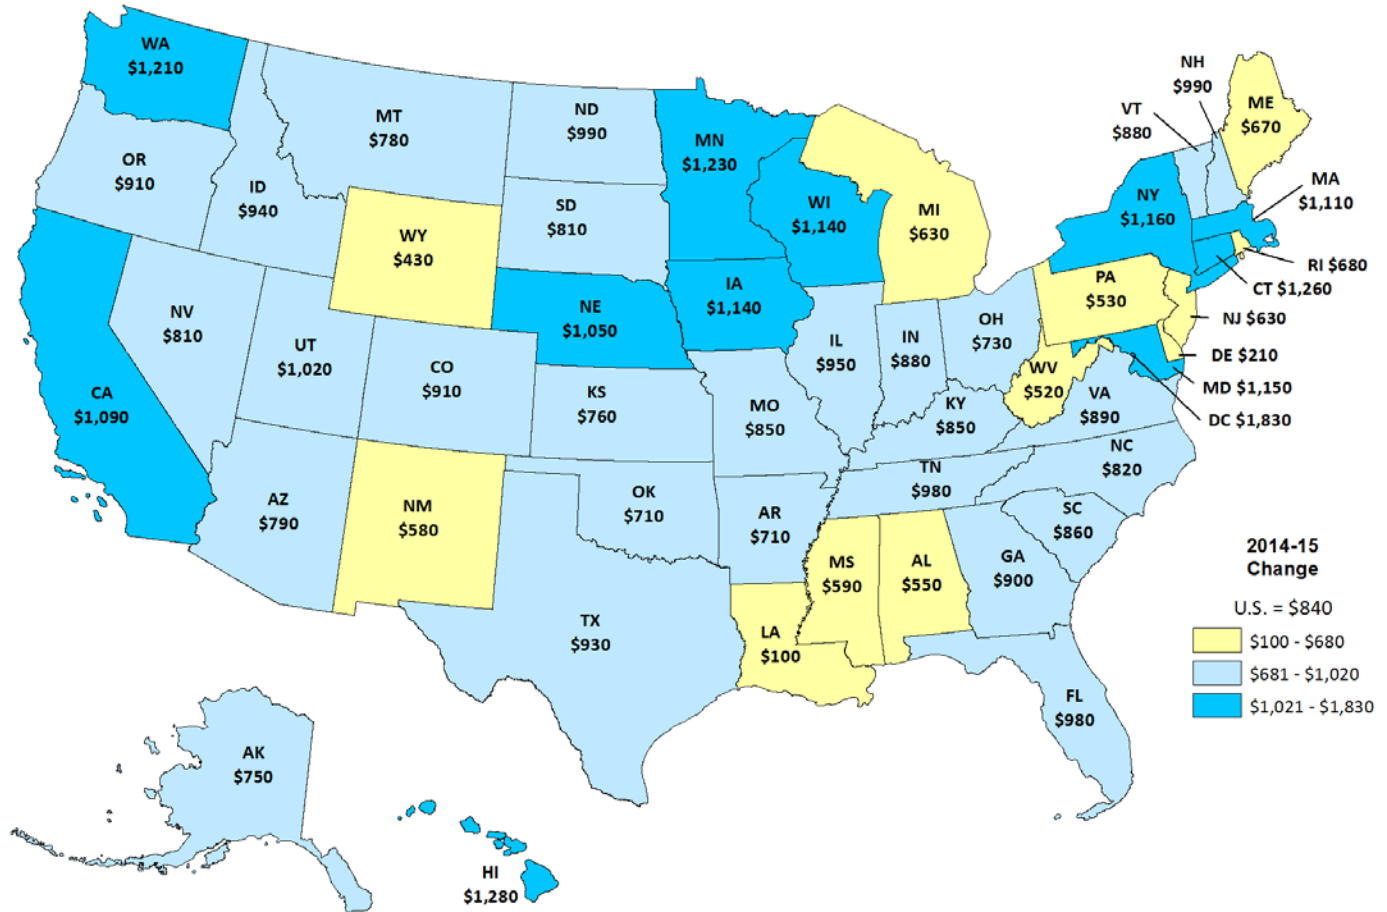 WA
$1,210
OR
$910
CA
$1,090
ID
$940
NV
$810
MT
$780
WY
$430
UT
$1,020
AZ
$790
CO
$910
NM
$580
ND
$990
SD
$810
NE
$1,050
KS
$760
OK
$710
TX
$930
MN
$1,230
IA
$1,140
MO
$850
AR
$710
LA
$100
WI
$1,140
IL
$950
MI
$630
IN
$880
OH
$730
KY
$850
TN
$980
MS
$590
AL
$550
GA
$900
FL
$980
SC
$860
NC
$820
VA
$890
WV
$520
PA
$530
NY
$1,160
VT
$880
NH
$990
ME
$670
MA
$1,110
RI $680
CT $1,260
NJ $630
DE $210
MD $1,150
DC $1,830
AK
$750
HI
$1,280
2014-15
Change
U.S. = $840
$100 - $680
$681 - $1,020
$1,021 - $1,830